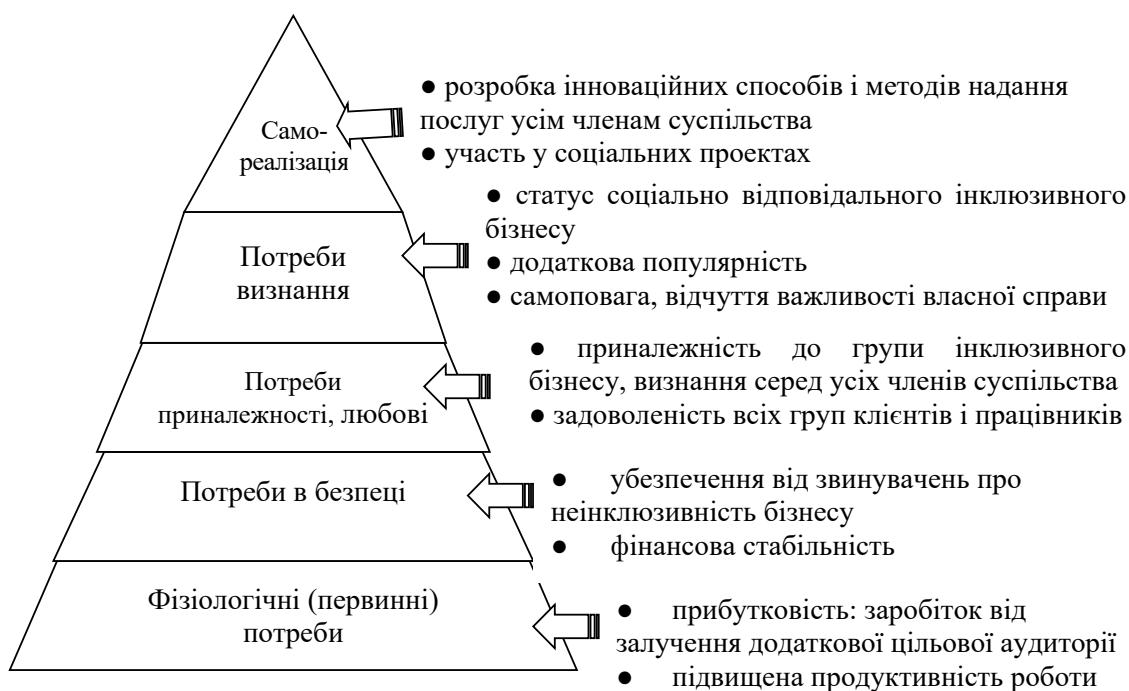 ● розробка інноваційних способів і методів надання
послуг усім членам суспільства
● участь у соціальних проектах
Само-
реалізація
● статус соціально відповідального інклюзивного
бізнесу
● додаткова популярність
● самоповага, відчуття важливості власної справи
Потреби
визнання
● приналежність до групи інклюзивного
бізнесу, визнання серед усіх членів суспільства
● задоволеність всіх груп клієнтів і працівників
Потреби
приналежності, любові
● убезпечення від звинувачень про
неінклюзивність бізнесу
● фінансова стабільність
Потреби в безпеці
● прибутковість: заробіток від
залучення додаткової цільової аудиторії
● підвищена продуктивність роботи
Фізіологічні (первинні)
потреби